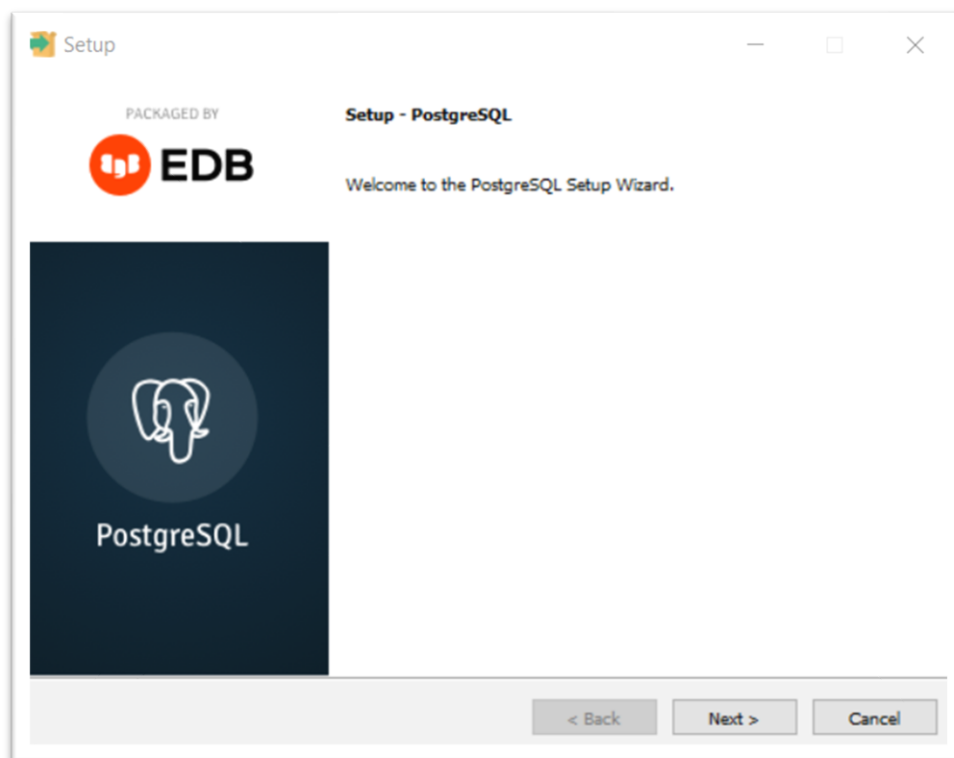 Setup
PACKAGED BY
EDB
Setup - PostgreSQL
Welcome to the PostgreSQL Setup Wizard.
PostgreSQL
< Back
Next >
Cancel